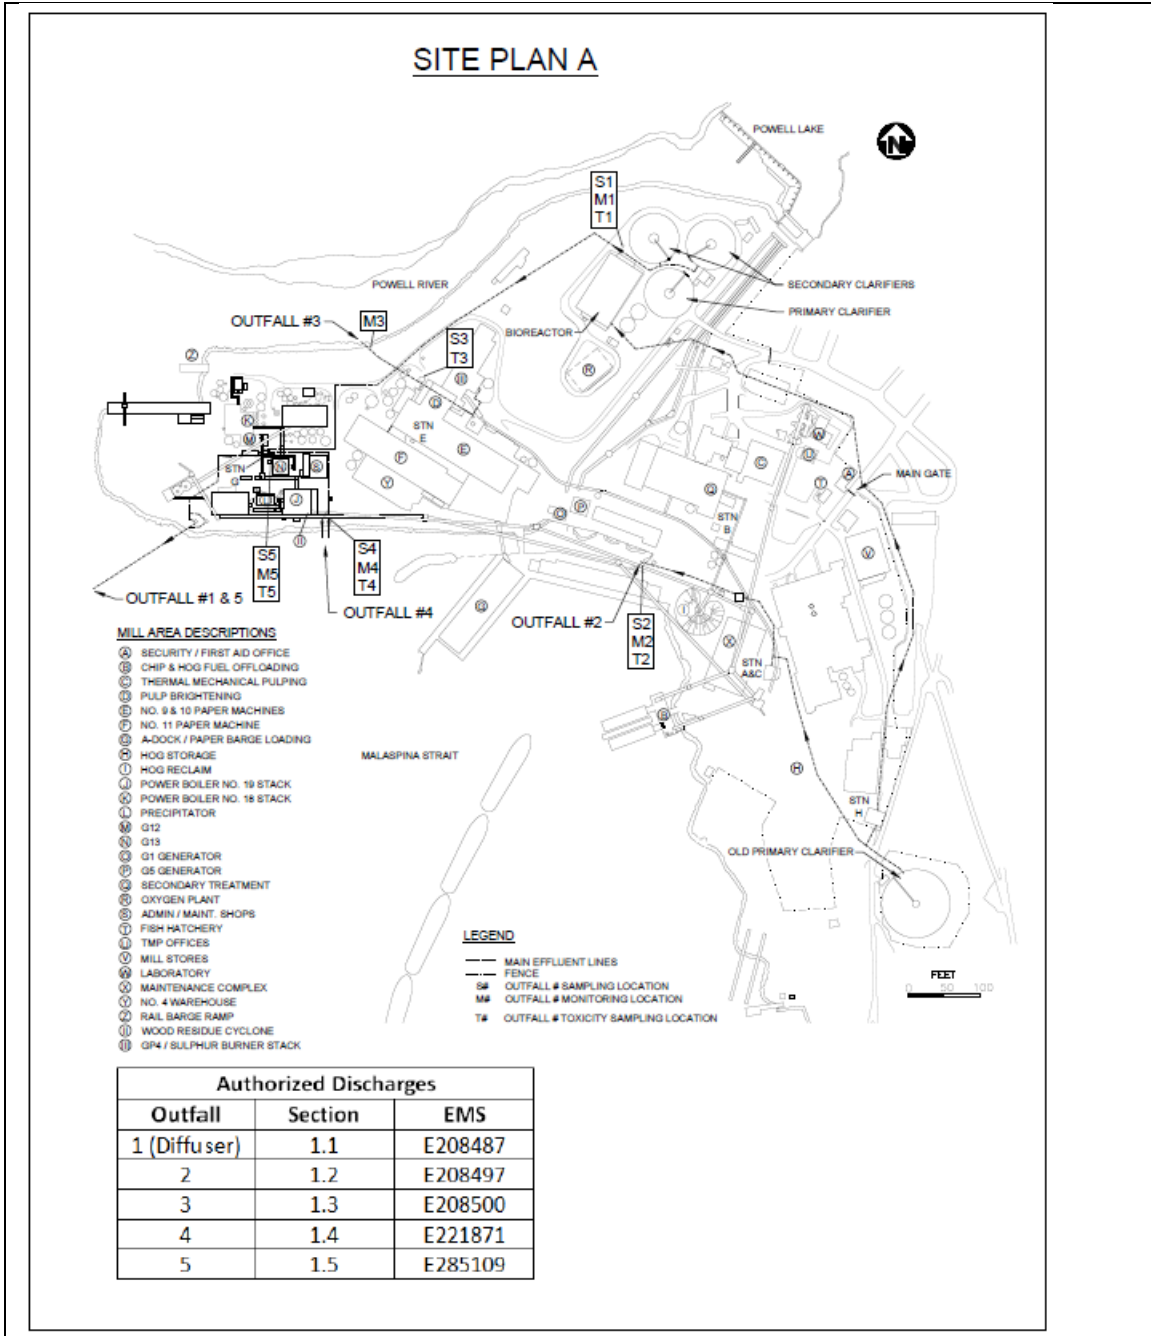 SITE PLAN A
POWELL LAKE
N
S1
M1
T1
SECONDARY CLARIFIERS
POWELL RIVER
PRIMARY CLARIFIER
OUTFALL #3
M3
BIOREACTOR
S3
T3
Z
III
R
D
STN
E
K
E
W
M
F
U
C
A
MAIN GATE
STN
G
N
S
Y
T
Q
J
O
P
STN
B
V
II
S5
M5
T5
S4
M4
T4
OUTFALL #1 & 5
OUTFALL #4
G
OUTFALL #2
I
S2
M2
T2
X
STN
A&C
B
MILL AREA DESCRIPTIONS
A SECURITY / FIRST AID OFFICE
B CHIP & HOG FUEL OFFLOADING
C THERMAL MECHANICAL PULPING
D PULP BRIGHTENING
E NO. 9 & 10 PAPER MACHINES
F NO. 11 PAPER MACHINE
G A-DOCK / PAPER BARGE LOADING
H HOG STORAGE
I HOG RECLAIM
J POWER BOILER NO. 19 STACK
K POWER BOILER NO. 18 STACK
L PRECIPITATOR
M G12
N G13
O G1 GENERATOR
P G5 GENERATOR
Q SECONDARY TREATMENT
R OXYGEN PLANT
S ADMIN / MAINT. SHOPS
T FISH HATCHERY
U TMP OFFICES
V MILL STORES
W LABORATORY
X MAINTENANCE COMPLEX
Y NO. 4 WAREHOUSE
Z RAIL BARGE RAMP
II WOOD RESIDUE CYCLONE
III GP4 / SULPHUR BURNER STACK
MALASPINA STRAIT
H
STN
H
OLD PRIMARY CLARIFIER
LEGEND
MAIN EFFLUENT LINES
FENCE
S# OUTFALL # SAMPLING LOCATION
M# OUTFALL # MONITORING LOCATION
T# OUTFALL # TOXICITY SAMPLING LOCATION
FEET
0 50 100
Authorized Discharges
Outfall Section EMS
1 (Diffuser) 1.1 E208487
2 1.2 E208497
3 1.3 E208500
4 1.4 E221871
5 1.5 E285109